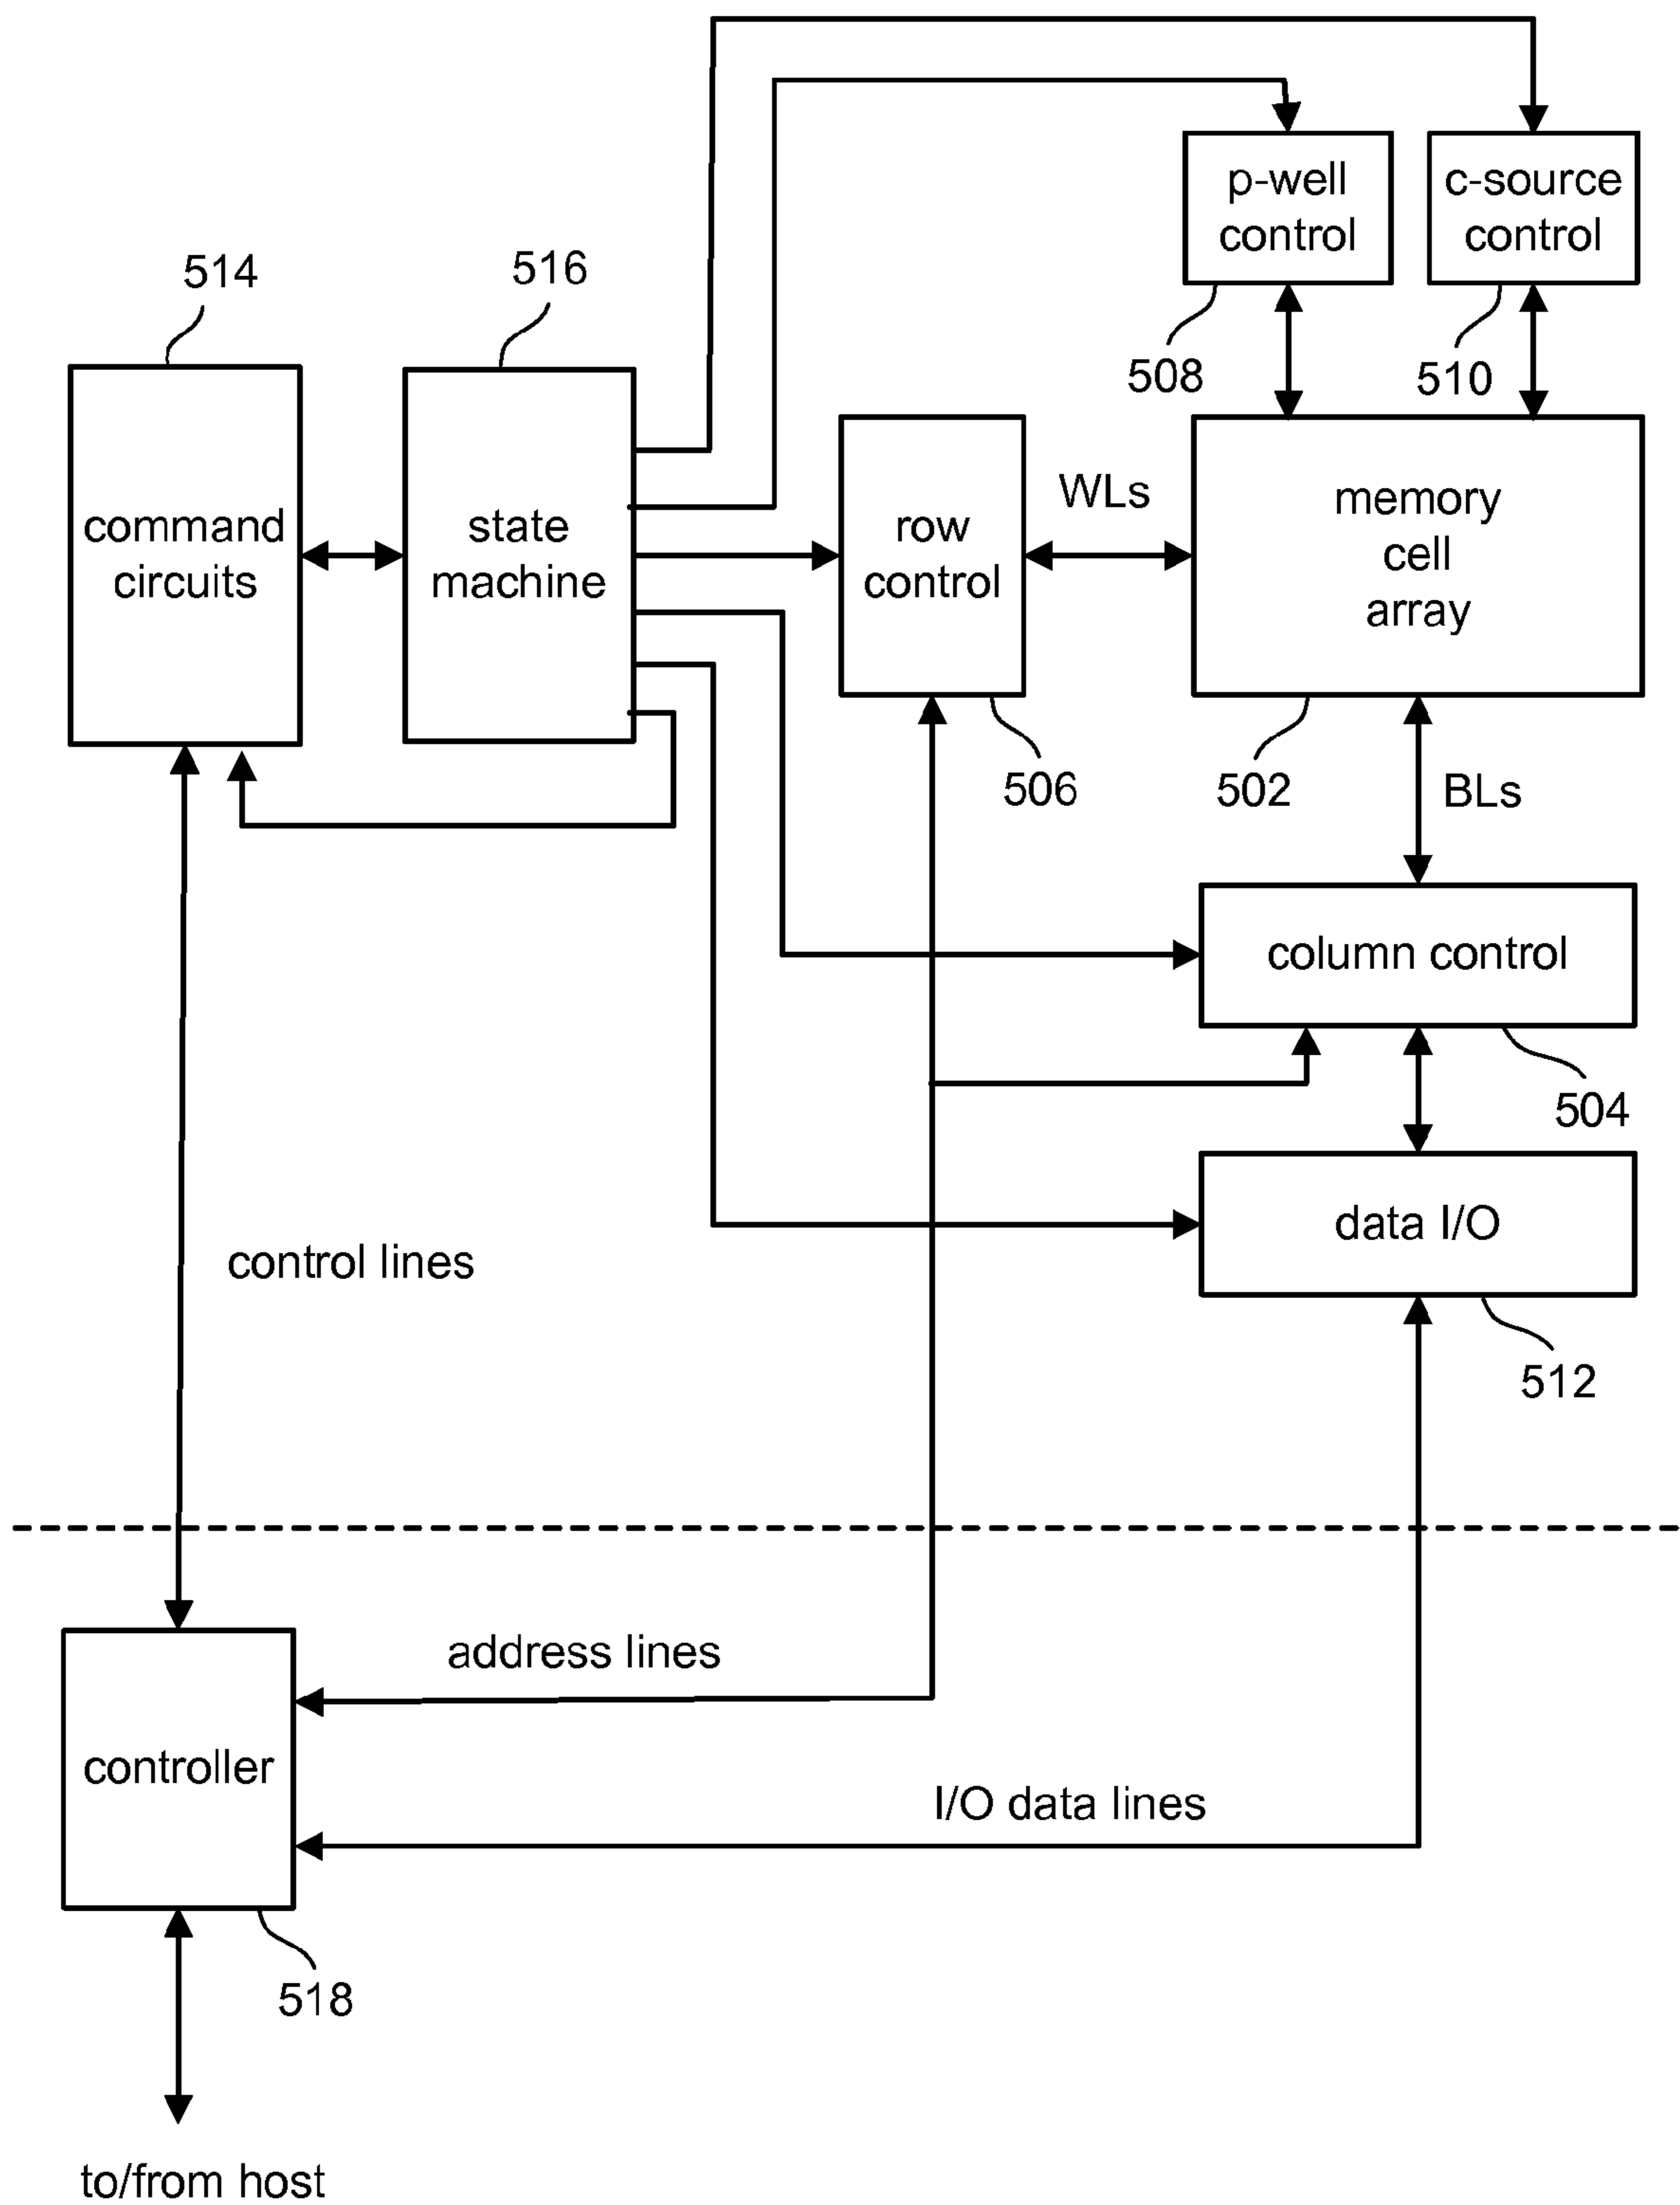 p-well
control
c-source
control
514
516
508
510
command
circuits
state
machine
row
control
WLs
memory
cell
array
506
502
BLs
column control
504
data I/O
control lines
512
address lines
controller
I/O data lines
518
to/from host